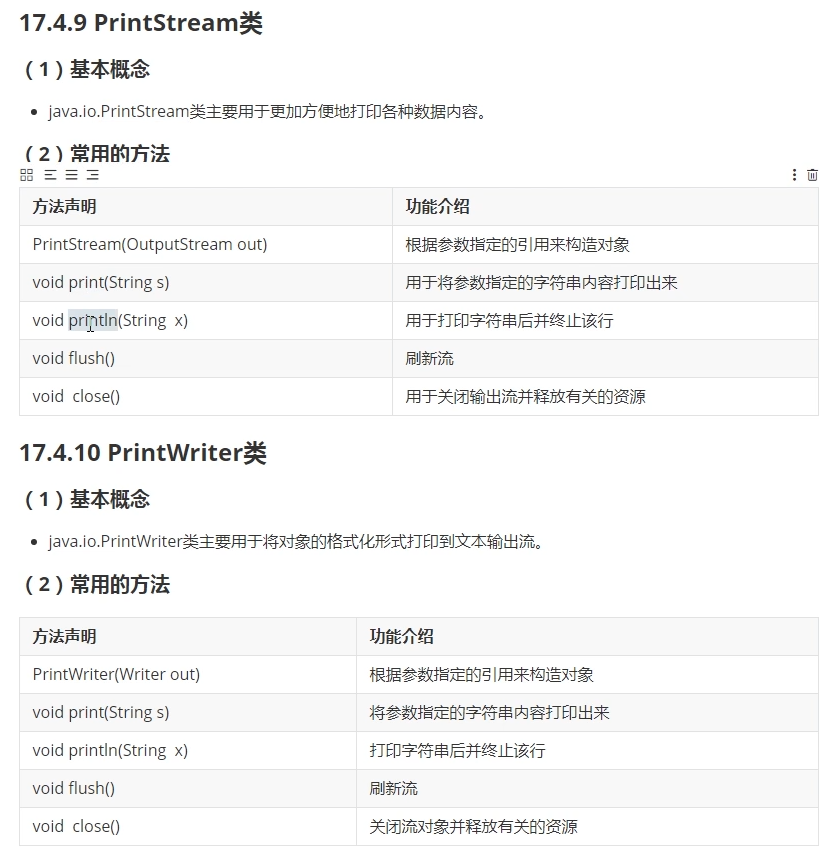 17.4.9 PrintStream类
（1）基本概念
java.io.PrintStream类主要用于更加方便地打印各种数据内容。
（2）常用的方法
方法声明 功能介绍
PrintStream(OutputStream out) 根据参数指定的引用来构造对象
void print(String s) 用于将参数指定的字符串内容打印出来
void println(String  x) 用于打印字符串后并终止该行
void flush() 刷新流
void  close() 用于关闭输出流并释放有关的资源
17.4.10 PrintWriter类
（1）基本概念
java.io.PrintWriter类主要用于将对象的格式化形式打印到文本输出流。
（2）常用的方法
方法声明 功能介绍
PrintWriter(Writer out) 根据参数指定的引用来构造对象
void print(String s) 将参数指定的字符串内容打印出来
void println(String  x) 打印字符串后并终止该行
void flush() 刷新流
void  close() 关闭流对象并释放有关的资源